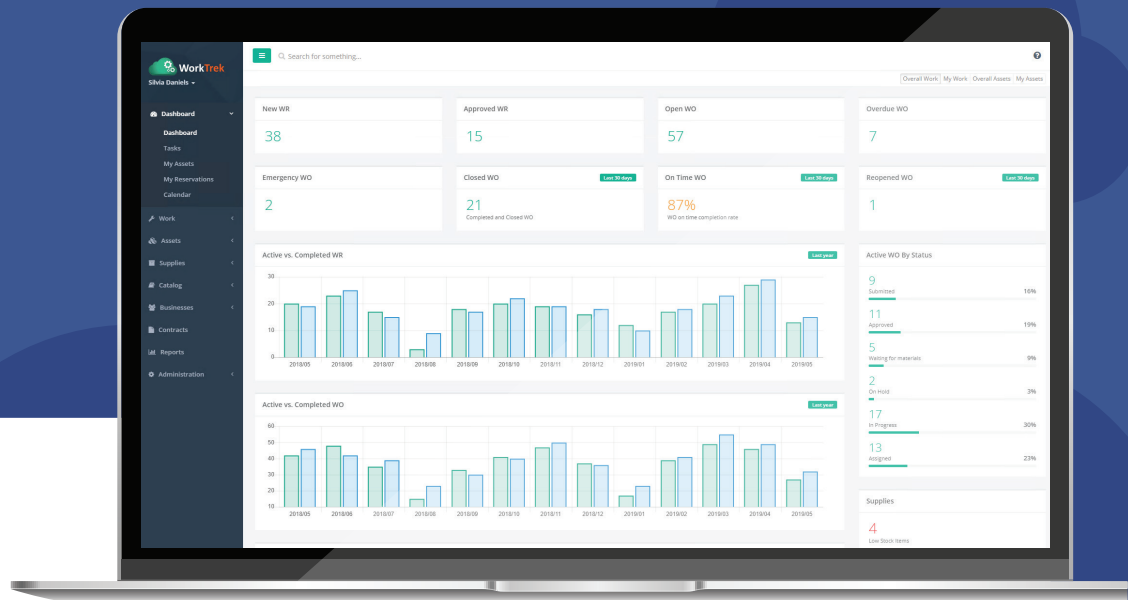 WorkTrek
Silvia Daniels
Search for something...
Overall Work My Work Overall Assets My Assets
Dashboard
Dashboard
Tasks
My Assets
My Reservations
Calendar
Work
Assets
Supplies
Catalog
Businesses
Contracts
Reports
Administration
New WR
38
Approved WR
15
Open WO
57
Overdue WO
7
Emergency WO
2
Closed WO Last 30 days
21
Completed and Closed WO
On Time WO Last 30 days
87%
WO on time completion rate
Reopened WO Last 30 days
1
Active vs. Completed WR Last year
30
20
10
0
2018/05 2018/06 2018/07 2018/08 2018/09 2018/10 2018/11 2018/12 2019/01 2019/02 2019/03 2019/04 2019/05
Active vs. Completed WO Last year
60
50
40
30
20
10
2018/05 2018/06 2018/07 2018/08 2018/09 2018/10 2018/11 2018/12 2019/01 2019/02 2019/03 2019/04 2019/05
Active WO By Status
9
Submitted 16%
11
Approved 19%
5
Waiting for materials 9%
2
On Hold 3%
17
In Progress 30%
13
Assigned 23%
Supplies
4
Low Stock Items